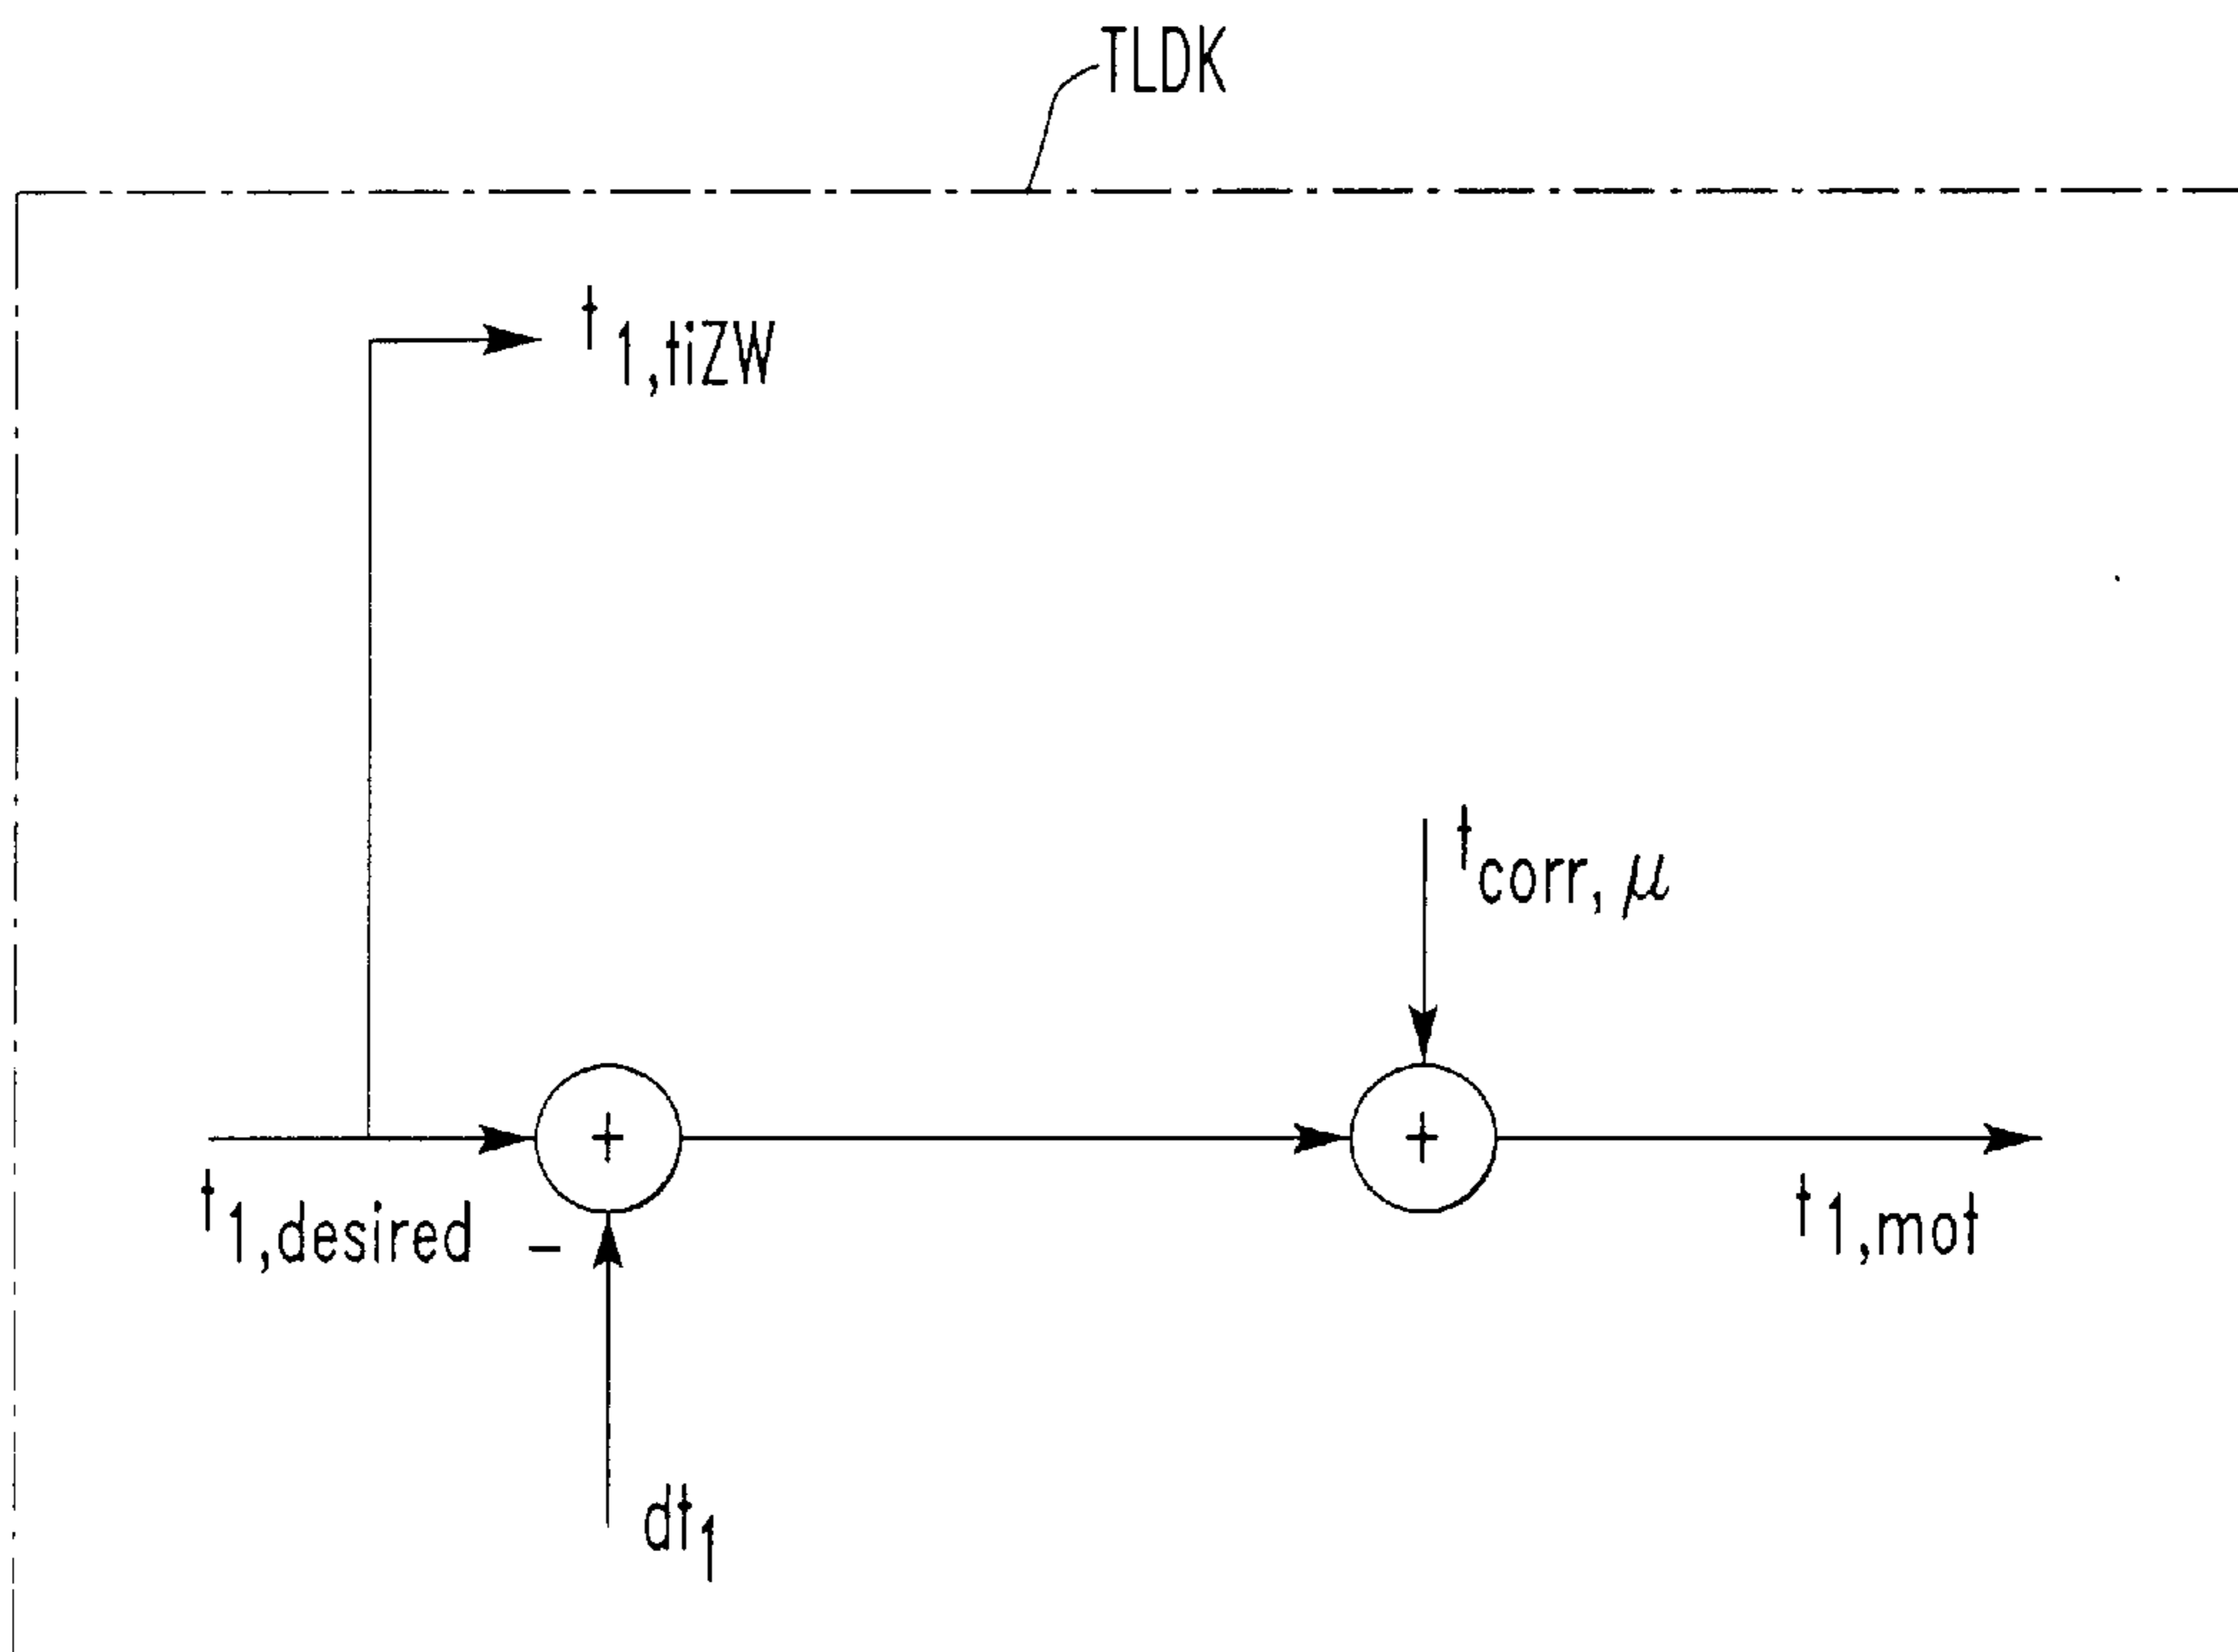 TLDK
t1,tiZW
tcorr, μ
+ +
t1,desired - t1,mot
dt1